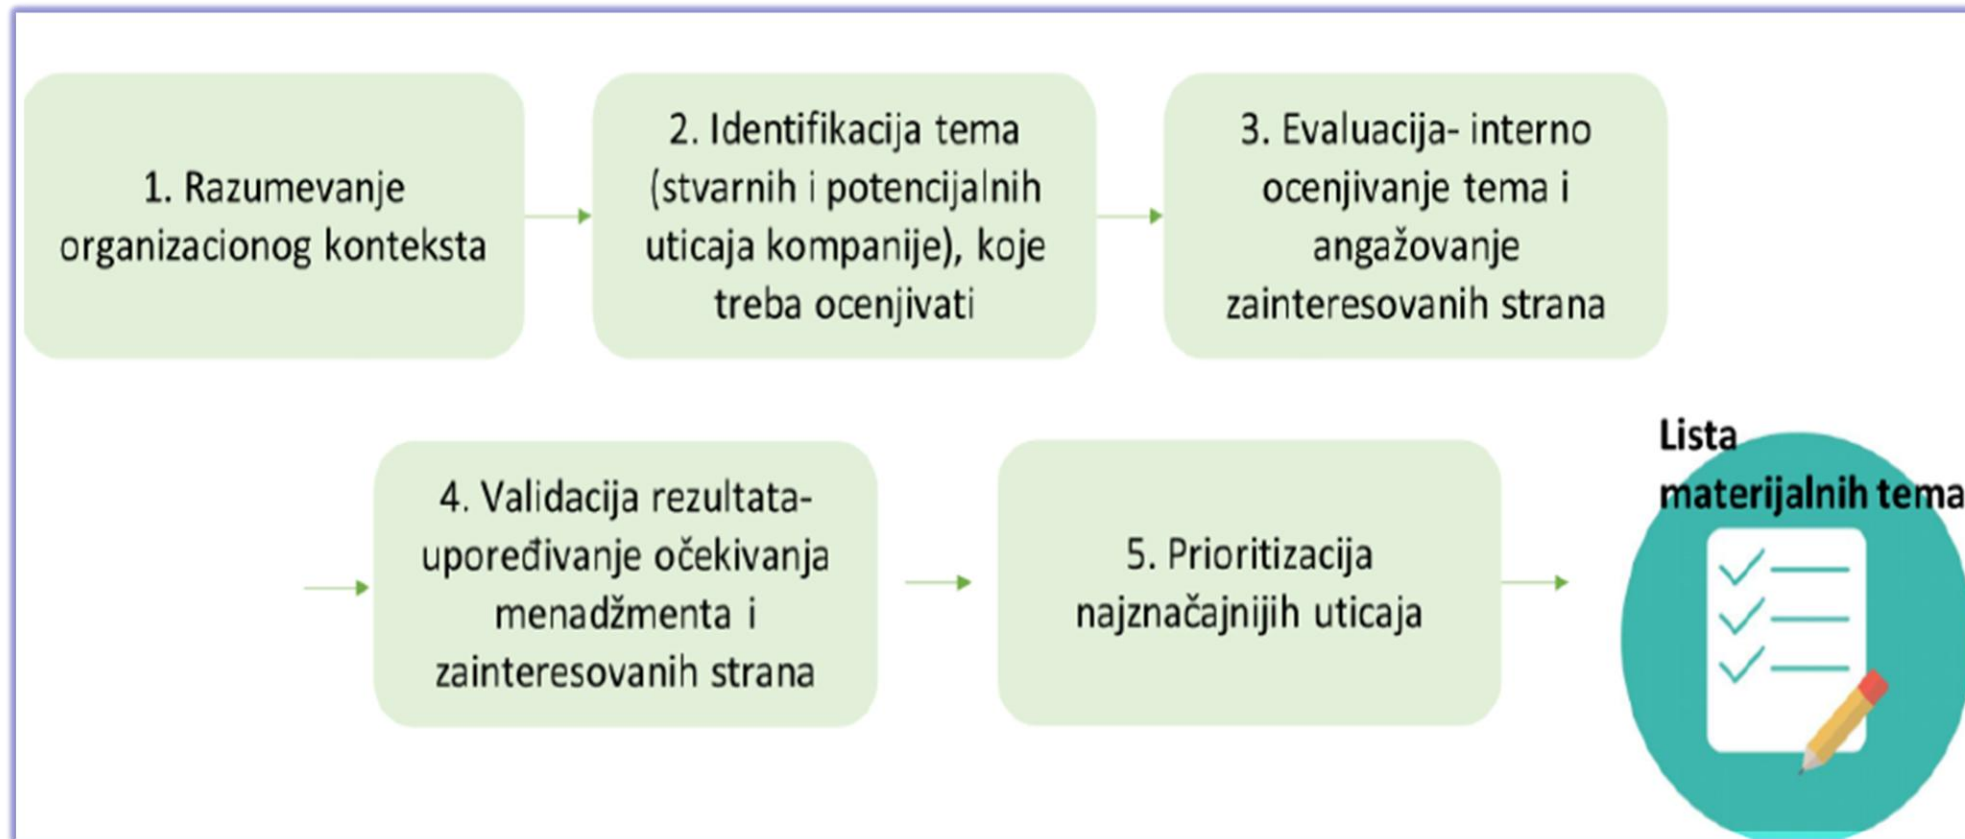 1. Razumevanje
organizacionog konteksta
2. Identifikacija tema
(stvarnih i potencijalnih
uticaja kompanije), koje
treba ocenjivati
3. Evaluacija- interno
ocenjivanje tema i
angažovanje
zainteresovanih strana
4. Validacija rezultata-
upoređivanje očekivanja
menadžmenta i
zainteresovanih strana
5. Prioritizacija
najznačajnijih uticaja
Lista
materijalnih tema